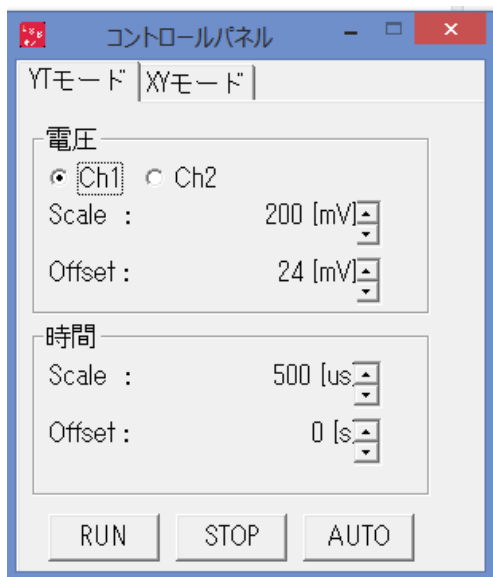 コントロールパネル
YTモード XYモード
電圧
Ch1 Ch2
Scale : 200 [mV]
Offset : 24 [mV]
時間
Scale : 500 [us]
Offset : 0 [s]
RUN STOP AUTO